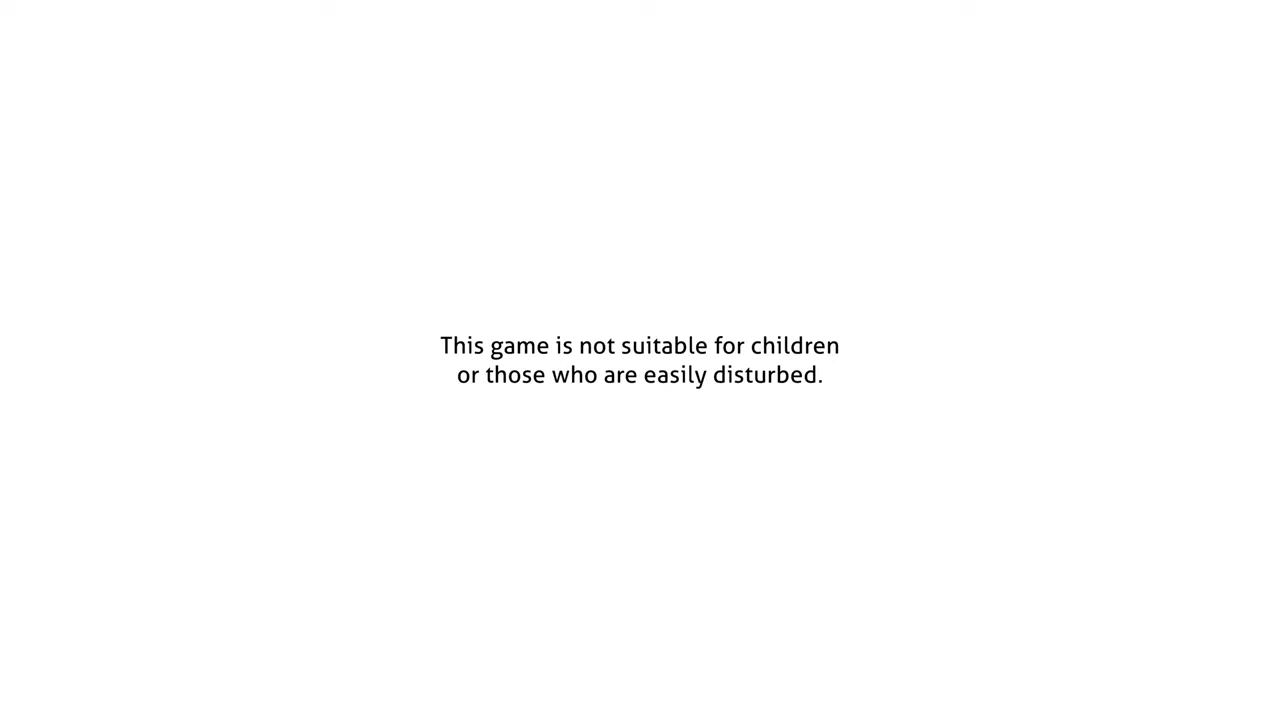 This game is not suitable for children
or those who are easily disturbed.